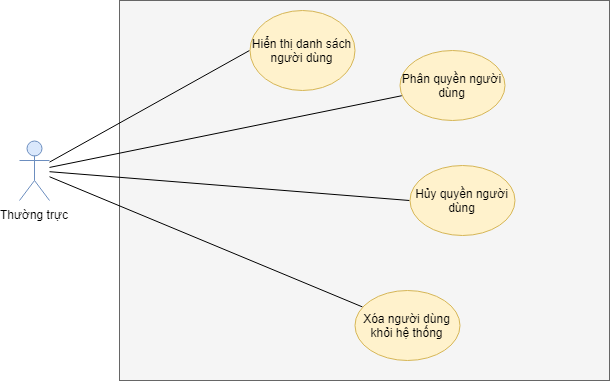 Hiển thị danh sách
người dùng
Phân quyền người
dùng
Hủy quyền người
dùng
Thường trực
Xóa người dùng
khỏi hệ thống